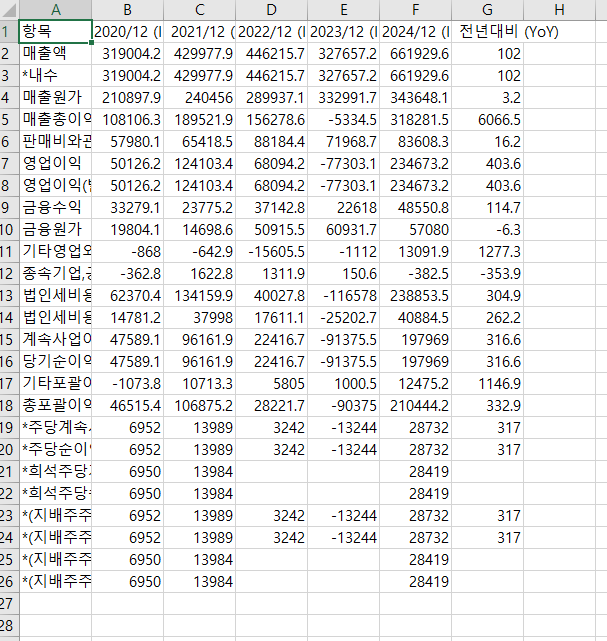 A B C D E F G H
1 항목 2020/12 (I 2021/12 (I 2022/12 (I 2023/12 (I 2024/12 (I 전년대비 (YoY)
2 매출액 319004.2 429977.9 446215.7 327657.2 661929.6 102
3 *내수 319004.2 429977.9 446215.7 327657.2 661929.6 102
4 매출원가 210897.9 240456 289937.1 332991.7 343648.1 3.2
5 매출총이익 108106.3 189521.9 156278.6 -5334.5 318281.5 6066.5
6 판매비와관 57980.1 65418.5 88184.4 71968.7 83608.3 16.2
7 영업이익 50126.2 124103.4 68094.2 -77303.1 234673.2 403.6
8 영업이익(발 50126.2 124103.4 68094.2 -77303.1 234673.2 403.6
9 금융수익 33279.1 23775.2 37142.8 22618 48550.8 114.7
10 금융원가 19804.1 14698.6 50915.5 60931.7 57080 -6.3
11 기타영업외 -868 -642.9 -15605.5 -1112 13091.9 1277.3
12 종속기업,공 -362.8 1622.8 1311.9 150.6 -382.5 -353.9
13 법인세비용 62370.4 134159.9 40027.8 -116578 238853.5 304.9
14 법인세비용 14781.2 37998 17611.1 -25202.7 40884.5 262.2
15 계속사업이 47589.1 96161.9 22416.7 -91375.5 197969 316.6
16 당기순이익 47589.1 96161.9 22416.7 -91375.5 197969 316.6
17 기타포괄이 -1073.8 10713.3 5805 1000.5 12475.2 1146.9
18 총포괄이익 46515.4 106875.2 28221.7 -90375 210444.2 332.9
19 *주당계속 6952 13989 3242 -13244 28732 317
20 *주당순이익 6952 13989 3242 -13244 28732 317
21 *희석주당 6950 13984 28419
22 *희석주당 6950 13984 28419
23 *(지배주주 6952 13989 3242 -13244 28732 317
24 *(지배주주 6952 13989 3242 -13244 28732 317
25 *(지배주주 6950 13984 28419
26 *(지배주주 6950 13984 28419
27
28